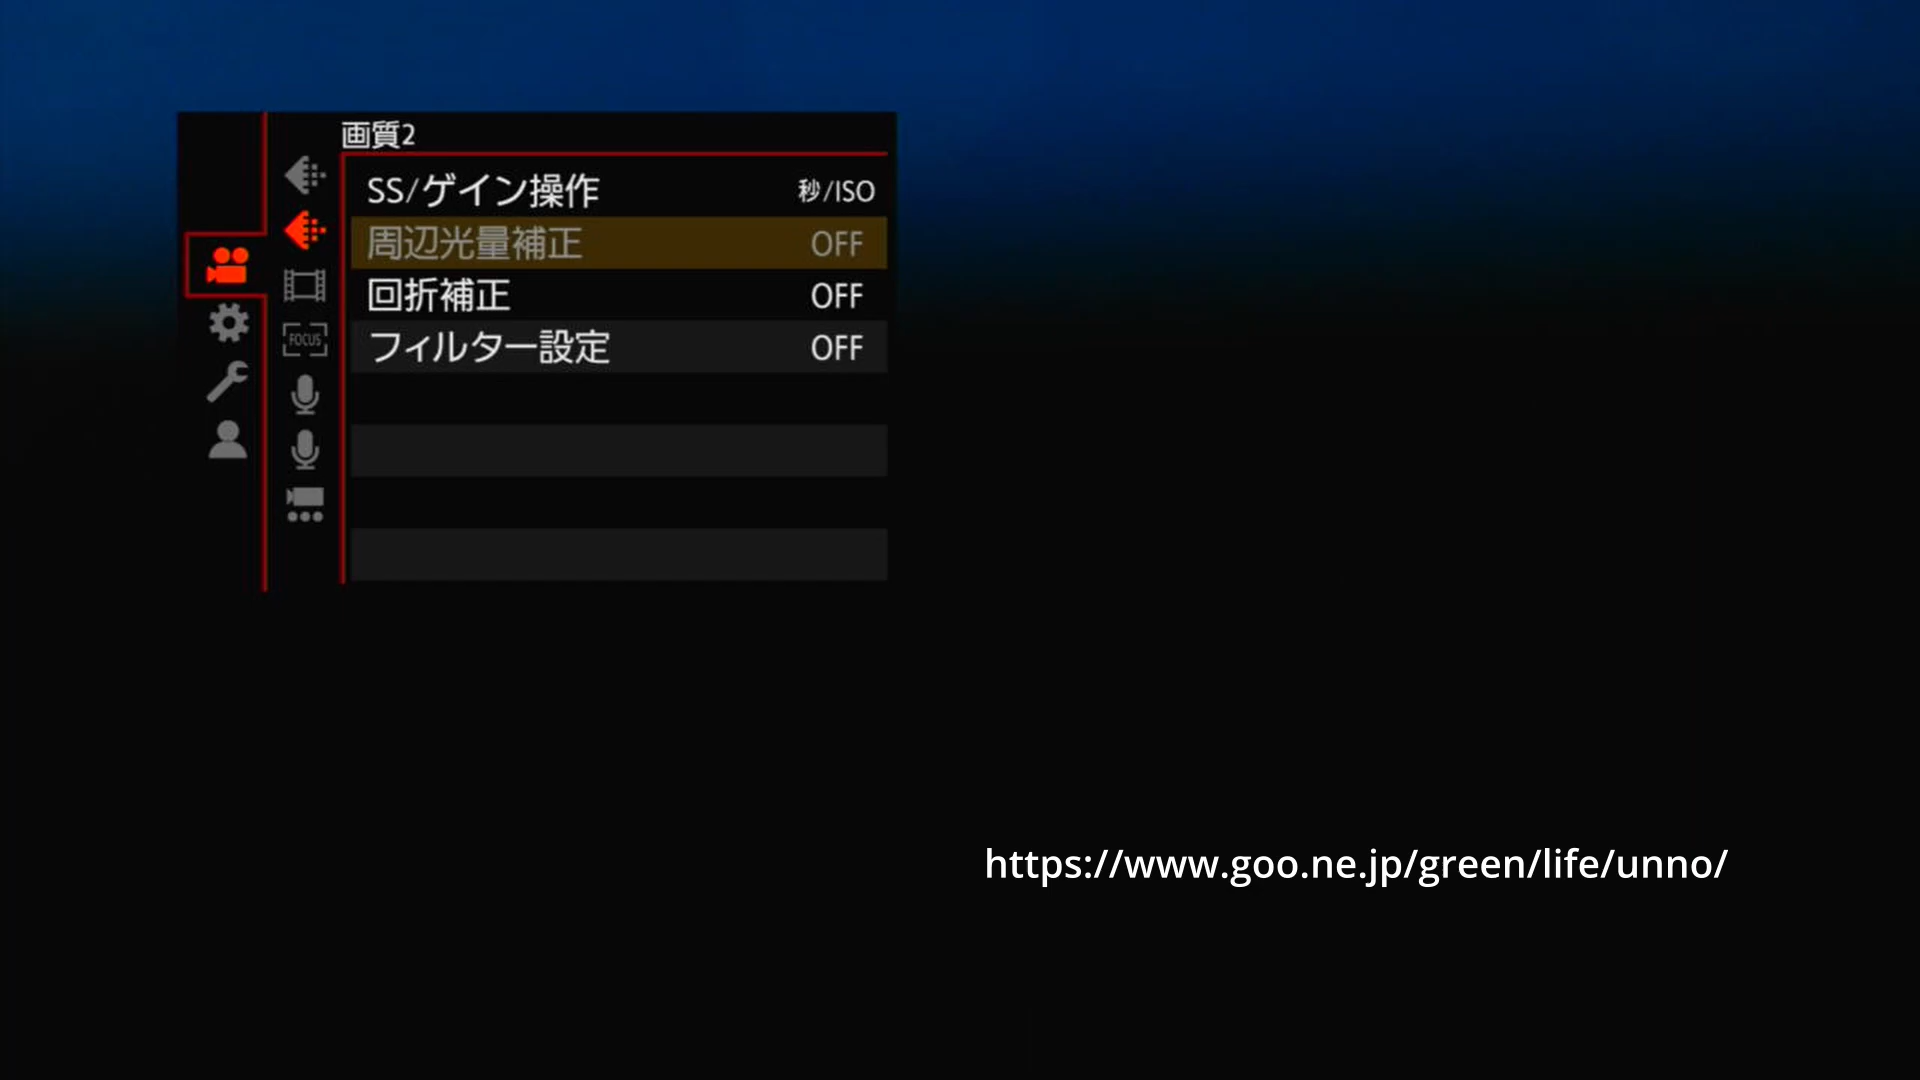 画質2
SS/ゲイン操作 秒/ISO
周辺光量補正 OFF
回折補正 OFF
フィルター設定 OFF
FOCUS
https://www.goo.ne.jp/green/life/unno/